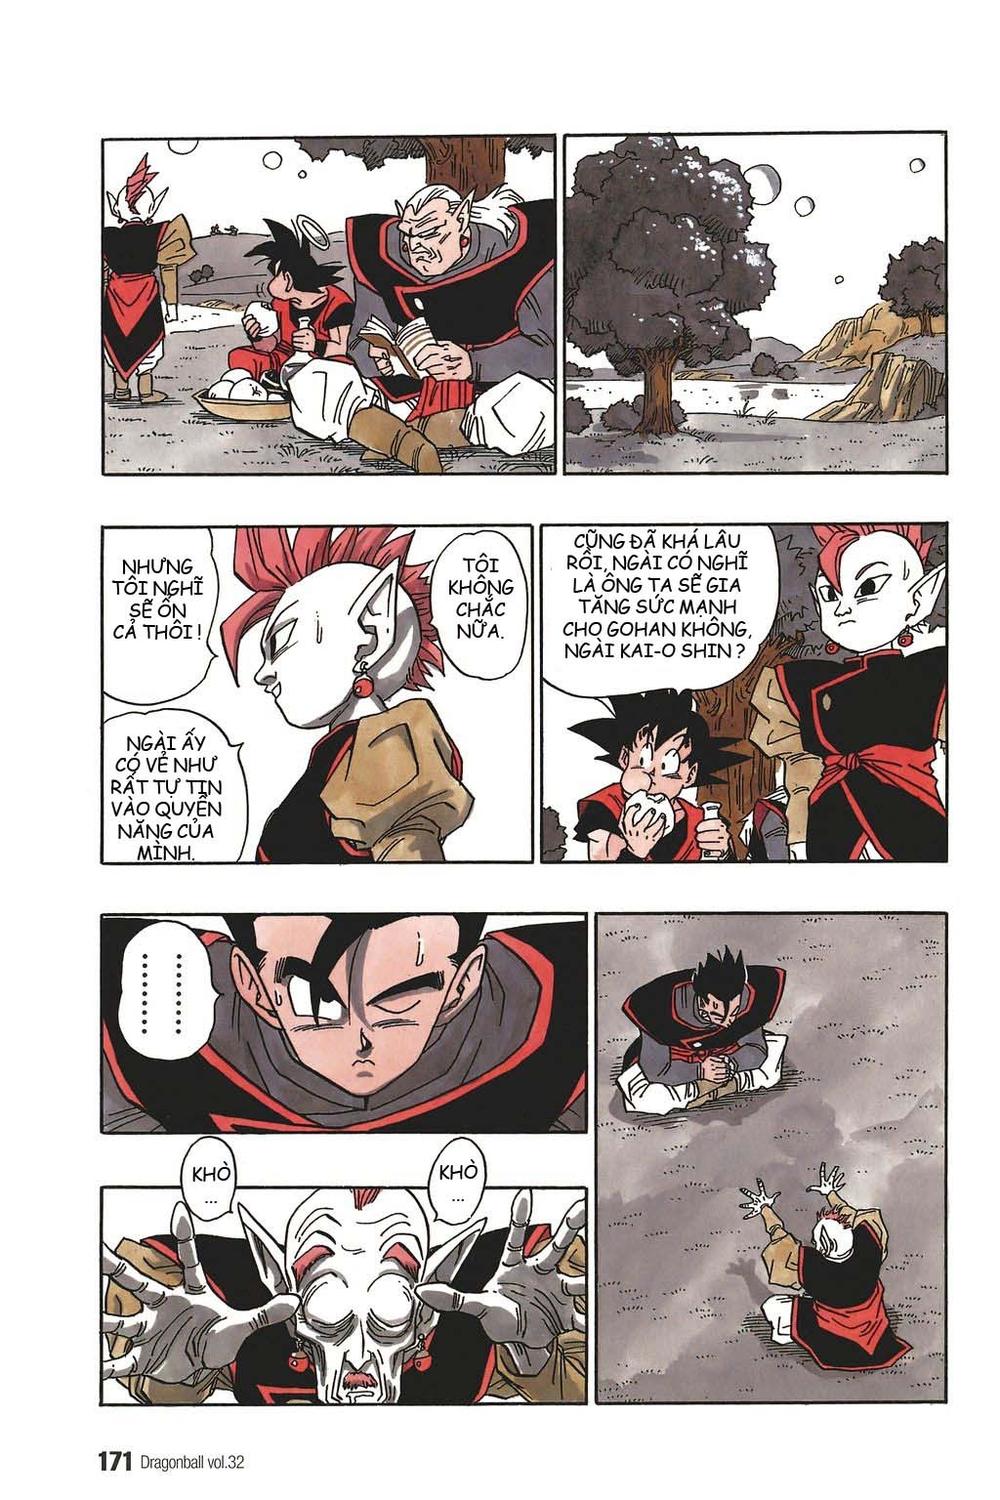 CŨNG ĐÃ KHÁ LÂU
RỒI, NGÀI CÓ NGHĨ
LÀ ÔNG TA SẼ GIA
TĂNG SỨC MẠNH
CHO GOHAN KHÔNG,
NGÀI KAI-O SHIN ?
TÔI
KHÔNG
CHẮC
NỮA.
NHƯNG
TÔI NGHĨ
SẼ ỔN
CẢ THÔI !
NGÀI ẤY
CÓ VẺ NHƯ
RẤT TỰ TIN
VÀO QUYỀN
NĂNG CỦA
MÌNH.
KHÒ
...
KHÒ
...
171 Dragonball vol.32